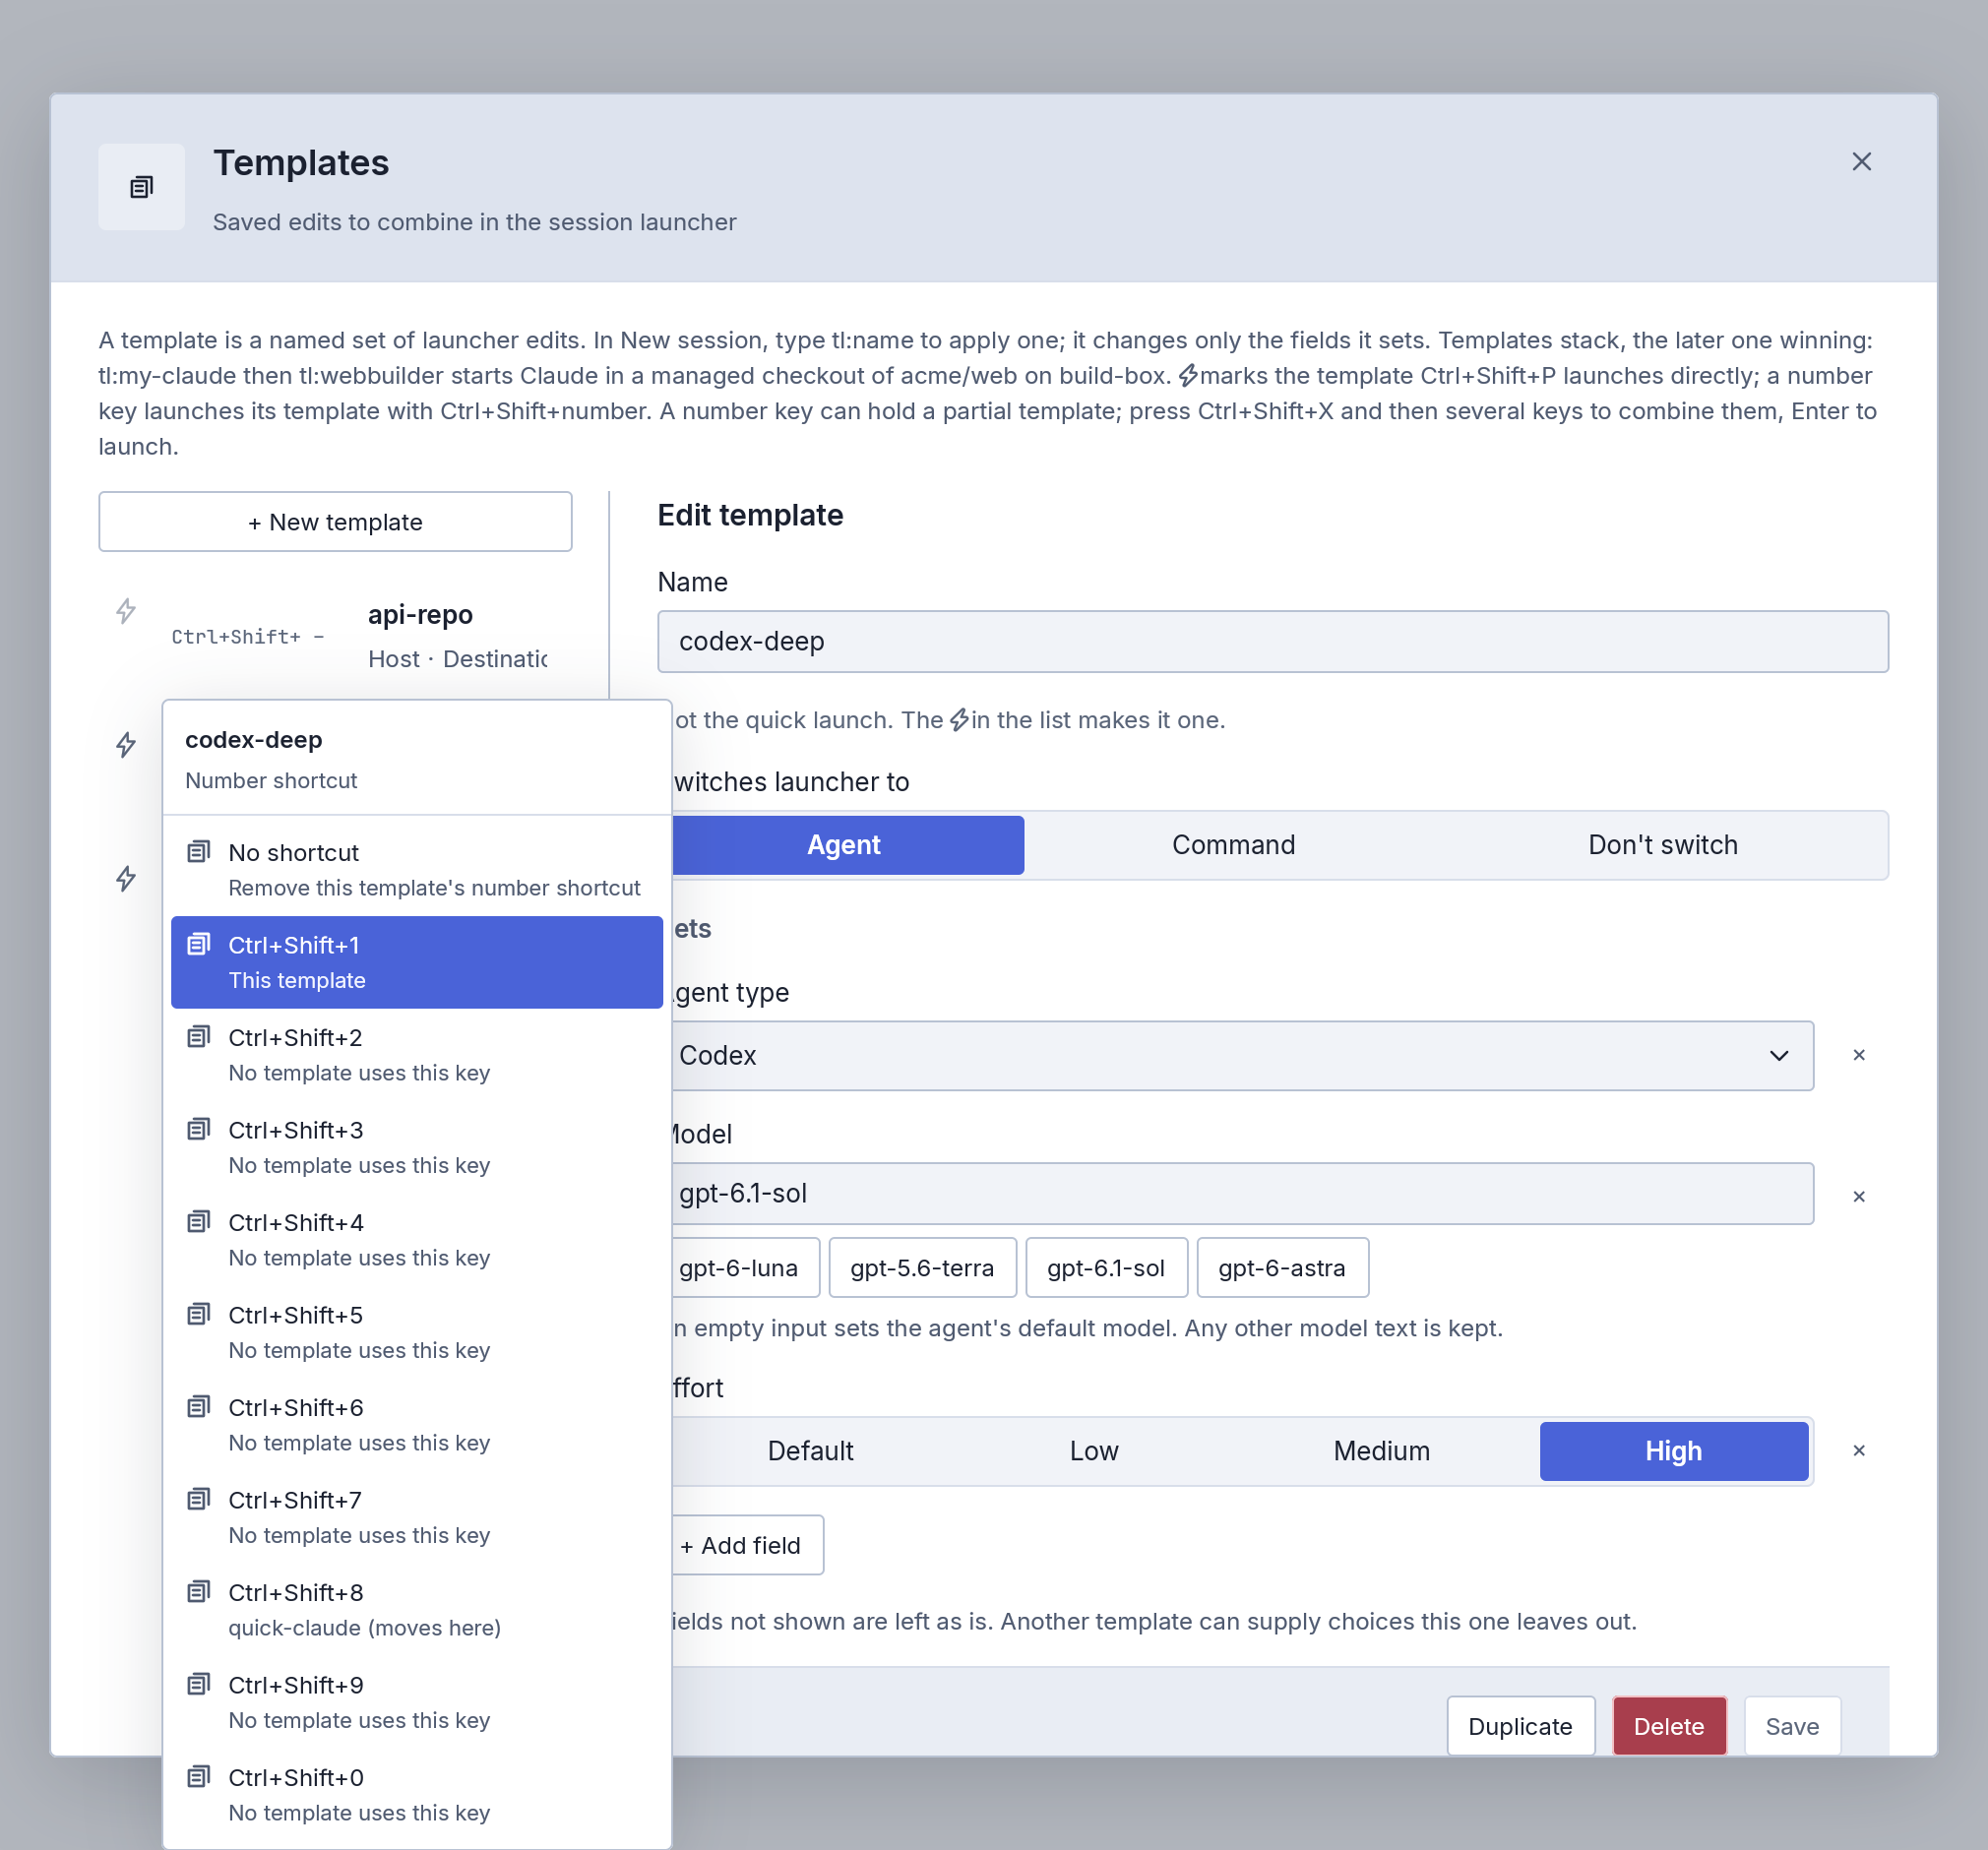 Templates
Saved edits to combine in the session launcher
A template is a named set of launcher edits. In New session, type tl:name to apply one; it changes only the fields it sets. Templates stack, the later one winning:
tl:my-claude then tl:webbuilder starts Claude in a managed checkout of acme/web on build-box. marks the template Ctrl+Shift+P launches directly; a number
key launches its template with Ctrl+Shift+number. A number key can hold a partial template; press Ctrl+Shift+X and then several keys to combine them, Enter to
launch.
+ New template
Ctrl+Shift+ –
api-repo
Host · Destinatic
codex-deep
Number shortcut
No shortcut
Remove this template's number shortcut
Ctrl+Shift+1
This template
Ctrl+Shift+2
No template uses this key
Ctrl+Shift+3
No template uses this key
Ctrl+Shift+4
No template uses this key
Ctrl+Shift+5
No template uses this key
Ctrl+Shift+6
No template uses this key
Ctrl+Shift+7
No template uses this key
Ctrl+Shift+8
quick-claude (moves here)
Ctrl+Shift+9
No template uses this key
Ctrl+Shift+0
No template uses this key
Edit template
Name
codex-deep
ot the quick launch. The in the list makes it one.
witches launcher to
Agent Command Don't switch
ets
gent type
Codex
Model
gpt-6.1-sol
gpt-6-luna gpt-5.6-terra gpt-6.1-sol gpt-6-astra
n empty input sets the agent's default model. Any other model text is kept.
ffort
Default Low Medium High
+ Add field
ields not shown are left as is. Another template can supply choices this one leaves out.
Duplicate Delete Save